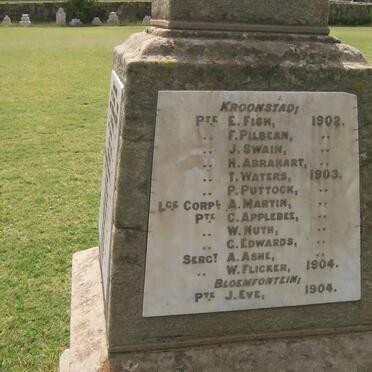 KROONSTAD;
PTE E. FISH, 1902.
" F. PILBEAN, "
" J. SWAIN, "
" H. ABRAHART, "
" T. WATERS, 1903.
" P. PUTTOCK, "
LCE CORPL A. MARTIN, "
PTE C. APPLEBEE, "
" W. NUTH, "
" G. EDWARDS, "
SERGT A. ASHE, "
" W. FLICKER, 1904.
BLOEMFONTEIN;
PTE J. EVE, 1904.